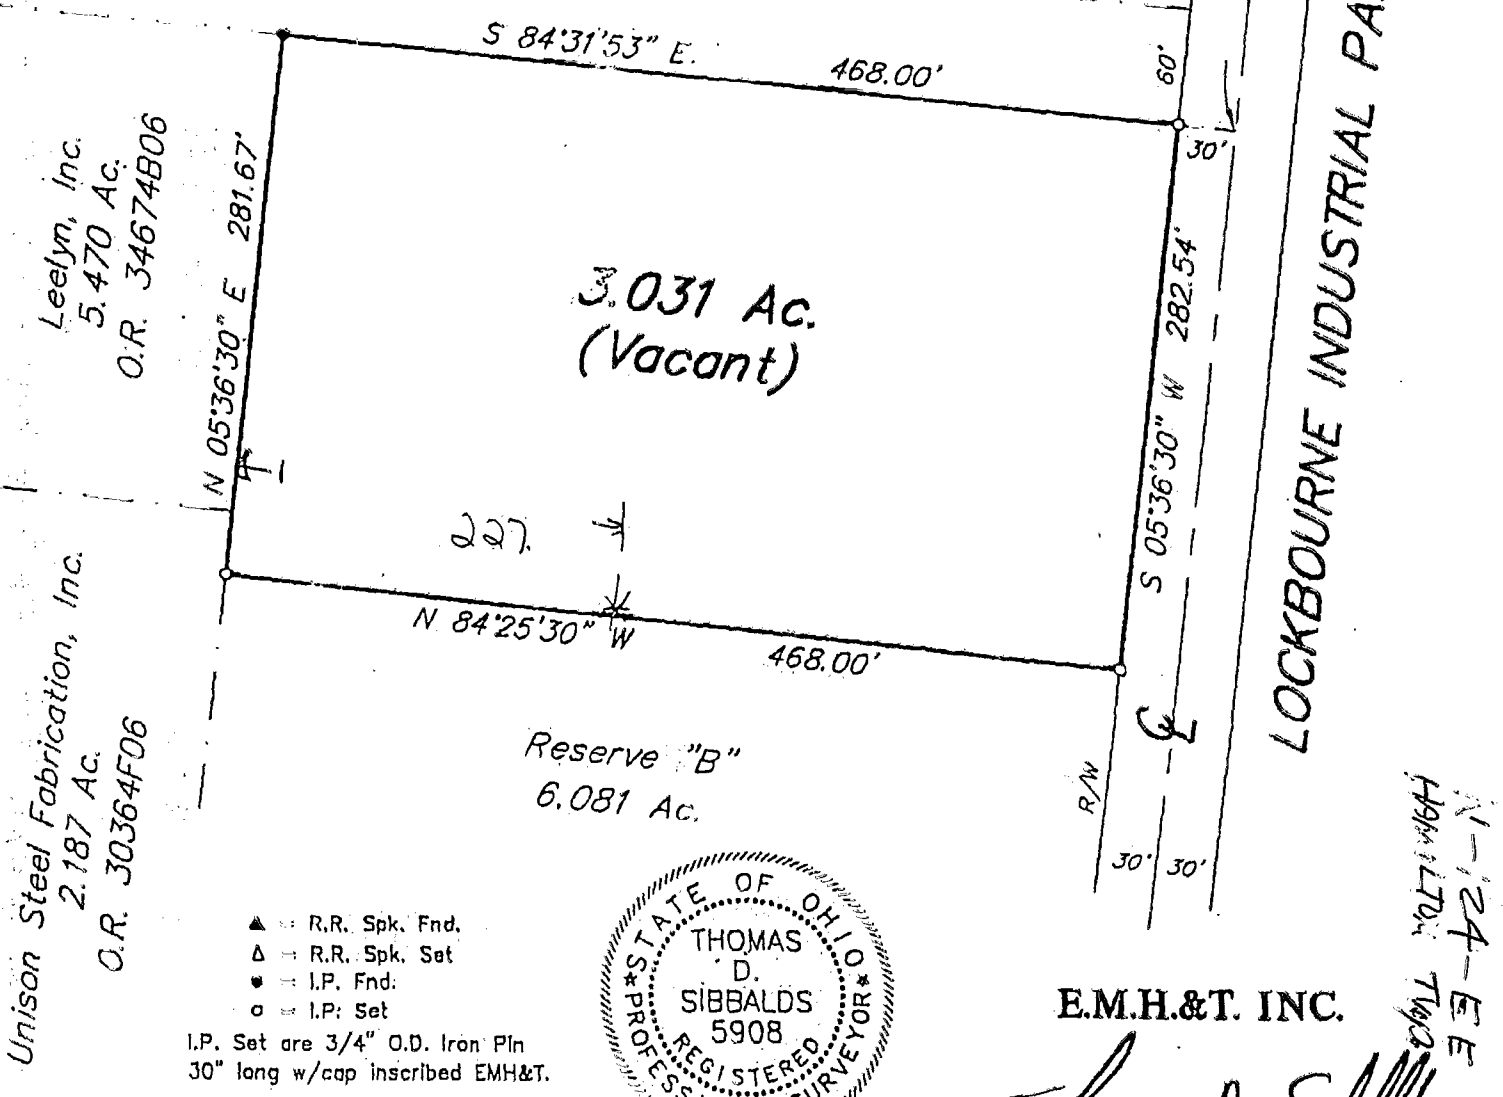 S 84°31'53" E.
468.00'
60'
30'
Leelyn, Inc.
5.470 Ac.
O.R. 34674B06
N 05°36'30" E 281.67'
3.031 Ac.
(Vacant)
S 05°36'30" W 282.54'
LOCKBOURNE INDUSTRIAL PA
227.
N 84°25'30" W
468.00'
Unison Steel Fabrication, Inc.
2.187 Ac.
O.R. 30364F06
Reserve "B"
6.081 Ac.
R/W
30' 30'
HAMILTON TWP
▲ = R.R. Spk. Fnd.
Δ = R.R. Spk. Set
● = I.P. Fnd.
o = I.P. Set
I.P. Set are 3/4" O.D. Iron Pin
30" long w/cap inscribed EMH&T.
STATE OF OHIO
THOMAS
D.
SIBBALDS
5908
REGISTERED
E.M.H.&T. INC.